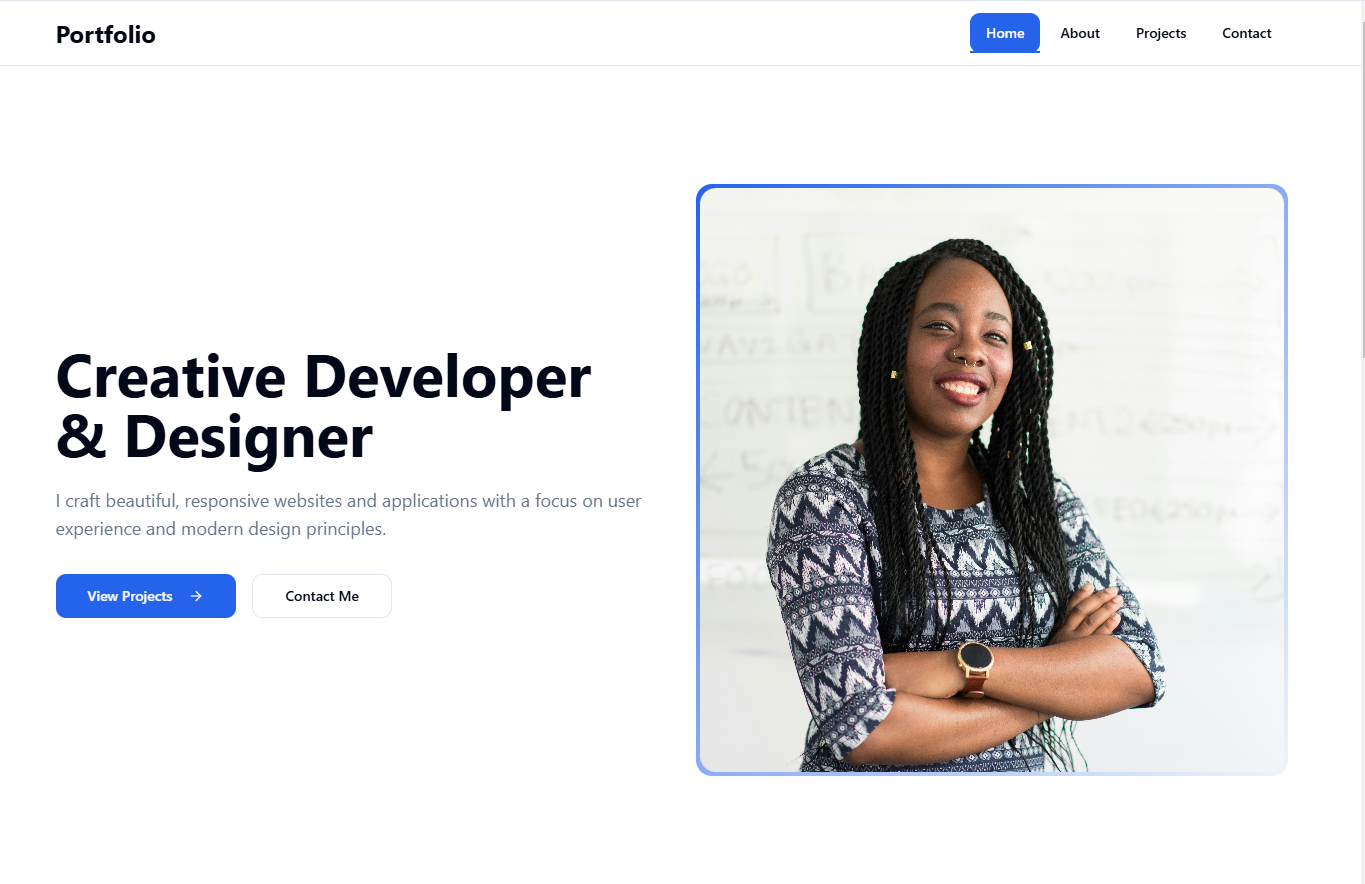 Portfolio
Home
About
Projects
Contact
Creative Developer
& Designer
I craft beautiful, responsive websites and applications with a focus on user
experience and modern design principles.
View Projects →
Contact Me
CONTEN